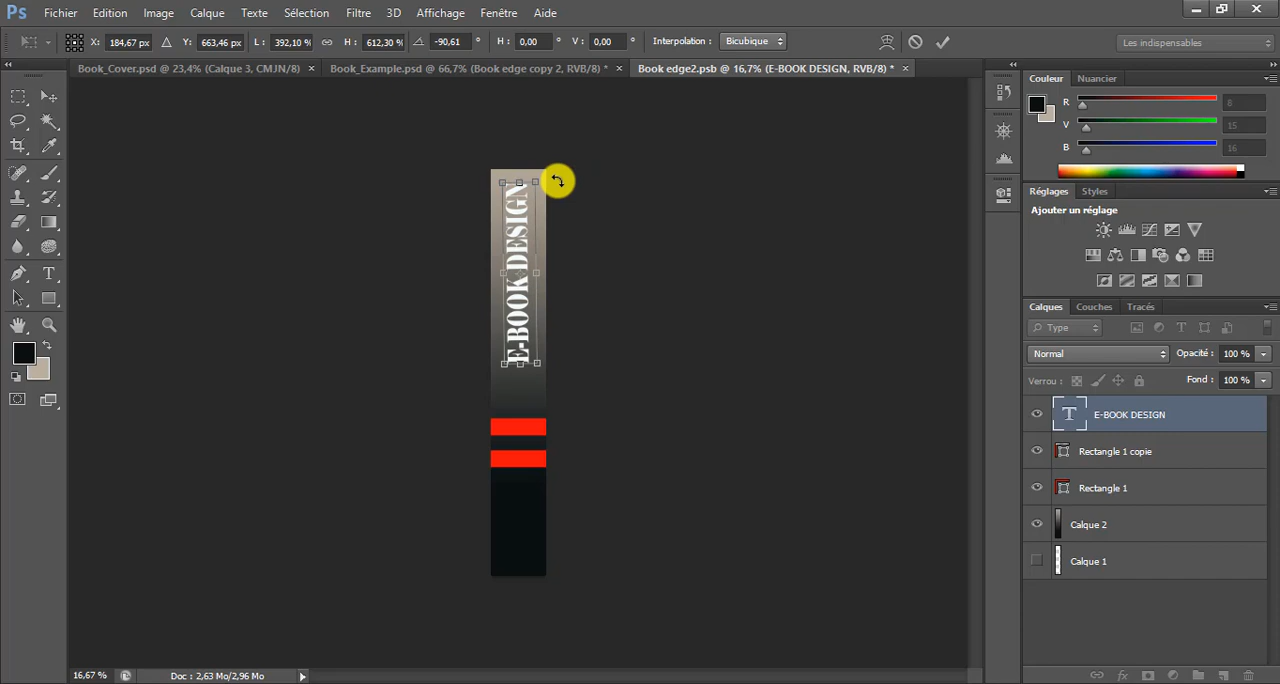 Ps Fichier Edition Image Calque Texte Sélection Filtre 3D Affichage Fenêtre Aide
X: 184,67 px Y: 663,46 px L: 392,10 % H: 612,30 % -90,61 ° H: 0,00 ° V: 0,00 ° Interpolation : Bicubique Les indispensables
Book_Cover.psd @ 23,4% (Calque 3, CMJN/8) × Book_Example.psd @ 66,7% (Book edge copy 2, RVB/8) * × Book edge2.psb @ 16,7% (E-BOOK DESIGN, RVB/8) * ×
Couleur Nuancier
R 8
V 15
B 16
Réglages Styles
Ajouter un réglage
Calques Couches Tracés
Type
Normal Opacité : 100 %
Verrou : Fond : 100 %
T E-BOOK DESIGN
Rectangle 1 copie
Rectangle 1
Calque 2
Calque 1
E-BOOK DESIGN
16,67 % Doc : 2,63 Mo/2,96 Mo